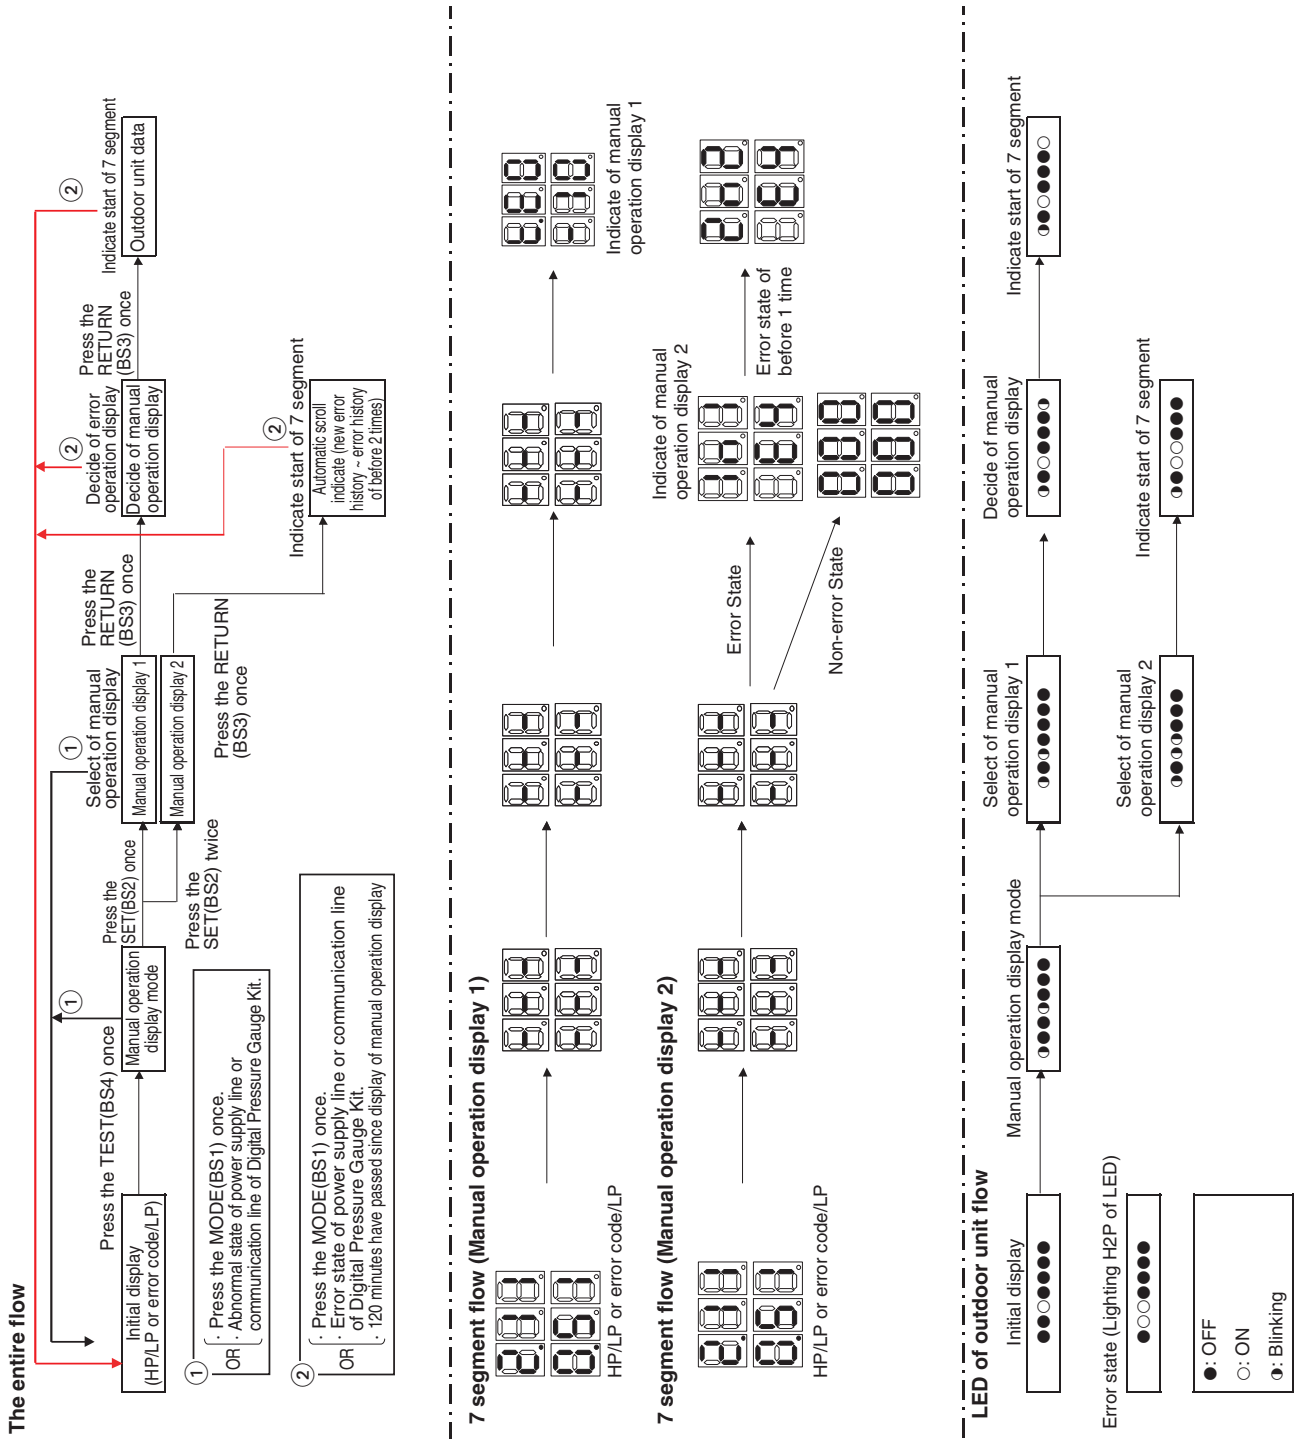 The entire flow
Initial display
(HP/LP or error code/LP)
Press the TEST(BS4) once
①
Manual operation
display mode
Press the
SET(BS2) once
Press the
SET(BS2) twice
①
Select of manual
operation display
Manual operation display 1
Manual operation display 2
Press the
RETURN
(BS3) once
Press the RETURN
(BS3) once
②
Decide of error
operation display
Decide of manual
operation display
Press the
RETURN
(BS3) once
②
Indicate start of 7 segment
Outdoor unit data
②
Indicate start of 7 segment
Automatic scroll
indicate (new error
history ~ error history
of before 2 times)
①
OR
· Press the MODE(BS1) once.
· Abnormal state of power supply line or
communication line of Digital Pressure Gauge Kit.
②
OR
· Press the MODE(BS1) once.
· Error state of power supply line or communication line
of Digital Pressure Gauge Kit.
· 120 minutes have passed since display of manual operation display
7 segment flow (Manual operation display 1)
HP/LP or error code/LP
Indicate of manual
operation display 1
7 segment flow (Manual operation display 2)
HP/LP or error code/LP
Error State
Non-error State
Indicate of manual
operation display 2
Error state of
before 1 time
LED of outdoor unit flow
Initial display
Manual operation display mode
Select of manual
operation display 1
Decide of manual
operation display
Indicate start of 7 segment
Select of manual
operation display 2
Indicate start of 7 segment
Error state (Lighting H2P of LED)
●: OFF
○: ON
◑: Blinking